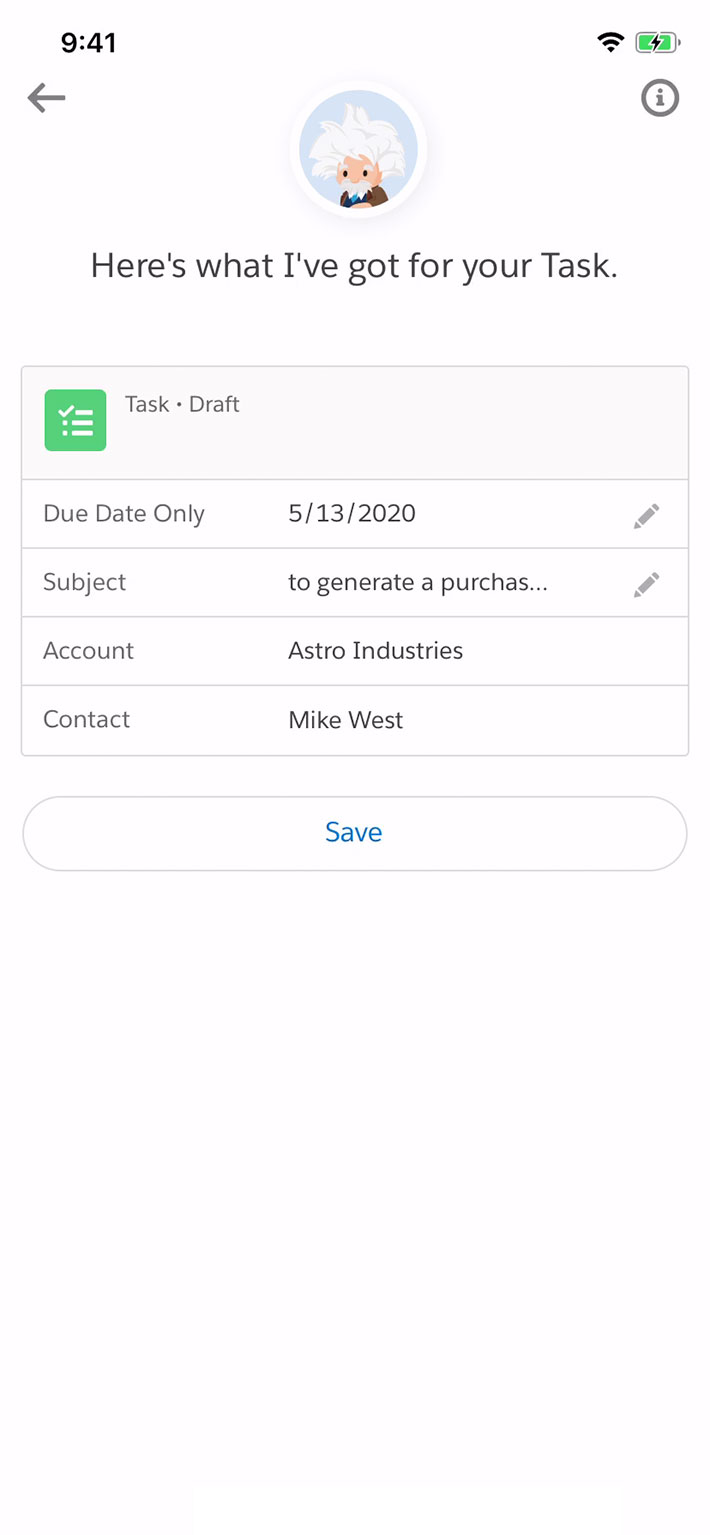 9:41
Here's what I've got for your Task.
Task • Draft
Due Date Only 5/13/2020
Subject to generate a purchas...
Account Astro Industries
Contact Mike West
Save